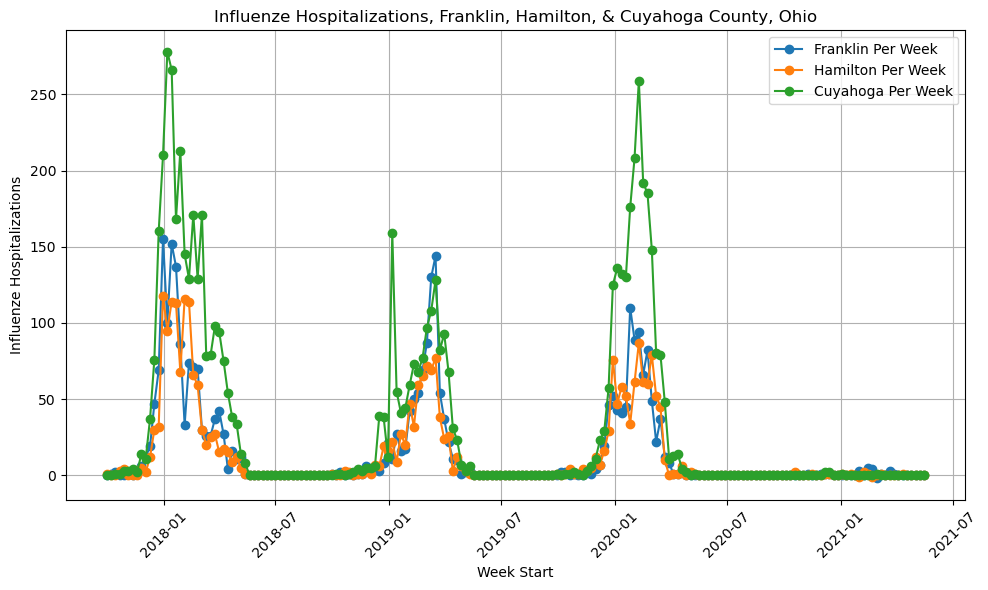 Influenze Hospitalizations, Franklin, Hamilton, & Cuyahoga County, Ohio
Franklin Per Week
Hamilton Per Week
Cuyahoga Per Week
Influenze Hospitalizations
250
200
150
100
50
0
2018-01
2018-07
2019-01
2019-07
2020-01
2020-07
2021-01
2021-07
Week Start